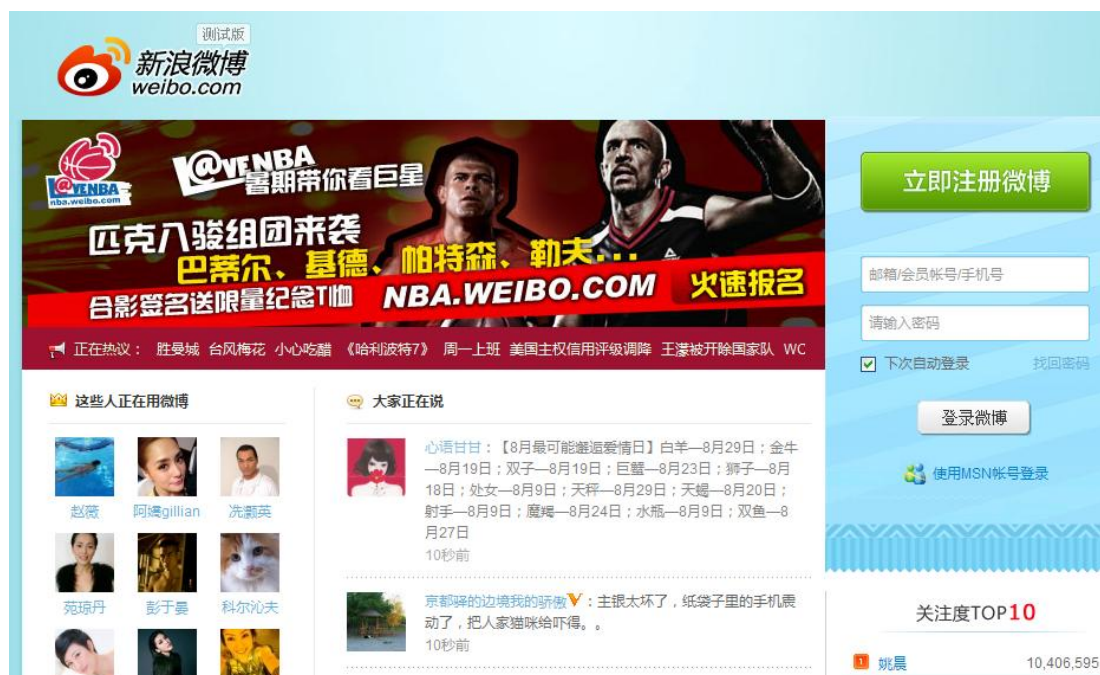 测试版
新浪微博
weibo.com
L@VENBA
nba.weibo.com
L@VENBA
暑期带你看巨星
匹克八骏组团来袭
巴蒂尔、基德、帕特森、勒夫...
合影签名送限量纪念T恤 NBA.WEIBO.COM 火速报名
正在热议： 胜曼城 台风梅花 小心吃醋 《哈利波特7》 周一上班 美国主权信用评级调降 王濛被开除国家队 WC
立即注册微博
邮箱/会员帐号/手机号
请输入密码
下次自动登录 找回密码
登录微博
使用MSN帐号登录
这些人正在用微博
赵薇 阿嬌gillian 冼灏英
苑琼丹 彭于晏 科尔沁夫
大家正在说
心语甘甘：【8月最可能邂逅爱情日】白羊—8月29日；金牛
—8月19日；双子—8月19日；巨蟹—8月23日；狮子—8月
18日；处女—8月9日；天秤—8月29日；天蝎—8月20日；
射手—8月9日；魔羯—8月24日；水瓶—8月9日；双鱼—8
月27日
10秒前
京都驿的边境我的骄傲V：主银太坏了，纸袋子里的手机震
动了，把人家猫咪给吓得。。
10秒前
关注度TOP10
1 姚晨 10,406,595